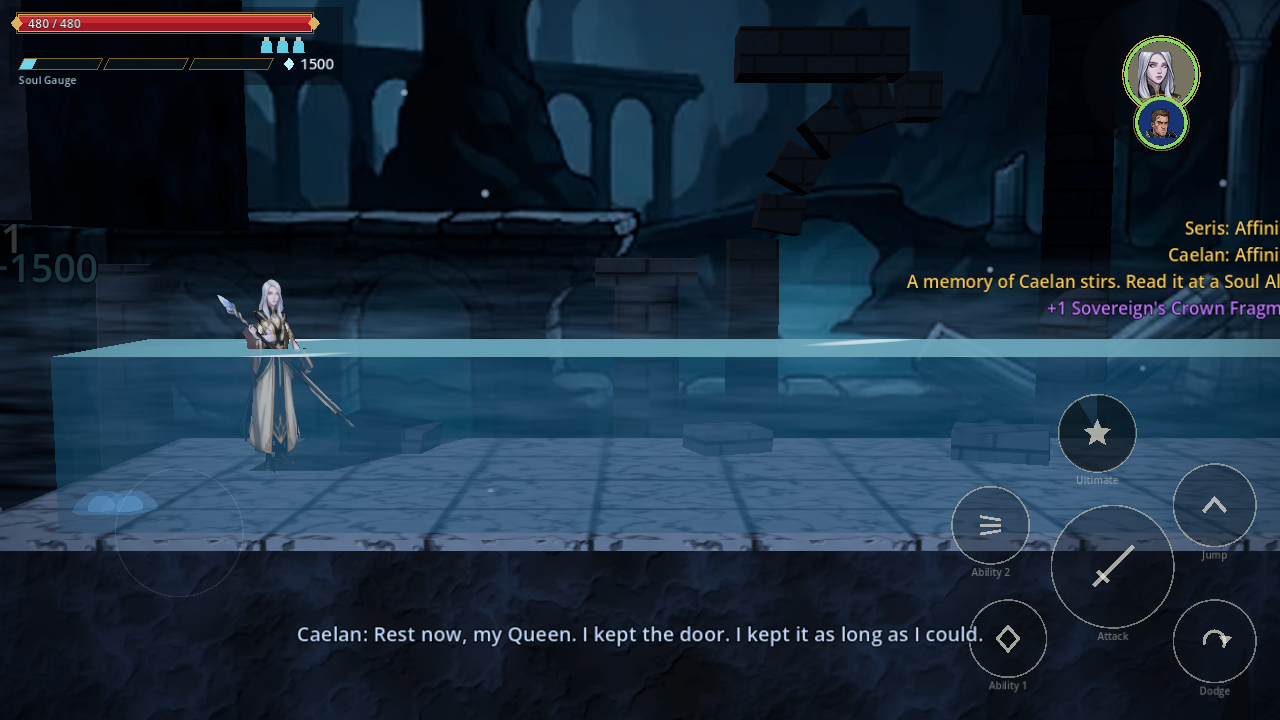 480 / 480
1500
Soul Gauge
1
-1500
Seris: Affini
Caelan: Affini
A memory of Caelan stirs. Read it at a Soul Al
+1 Sovereign's Crown Fragm
Ultimate
Ability 2
Jump
Attack
Ability 1
Dodge
Caelan: Rest now, my Queen. I kept the door. I kept it as long as I could.